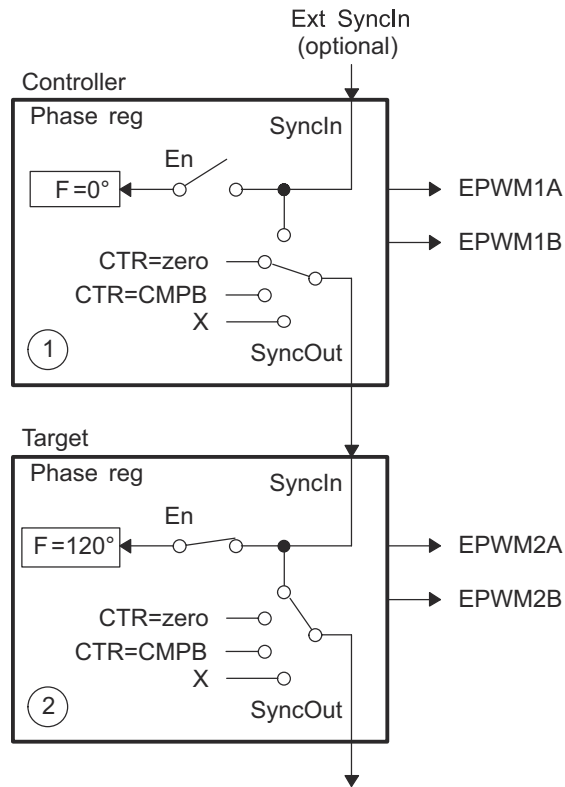 Ext SyncIn
(optional)
Controller
Phase reg
SyncIn
En
F=0°
EPWM1A
EPWM1B
CTR=zero
CTR=CMPB
X
1
SyncOut
Target
Phase reg
SyncIn
En
F=120°
EPWM2A
EPWM2B
CTR=zero
CTR=CMPB
X
2
SyncOut